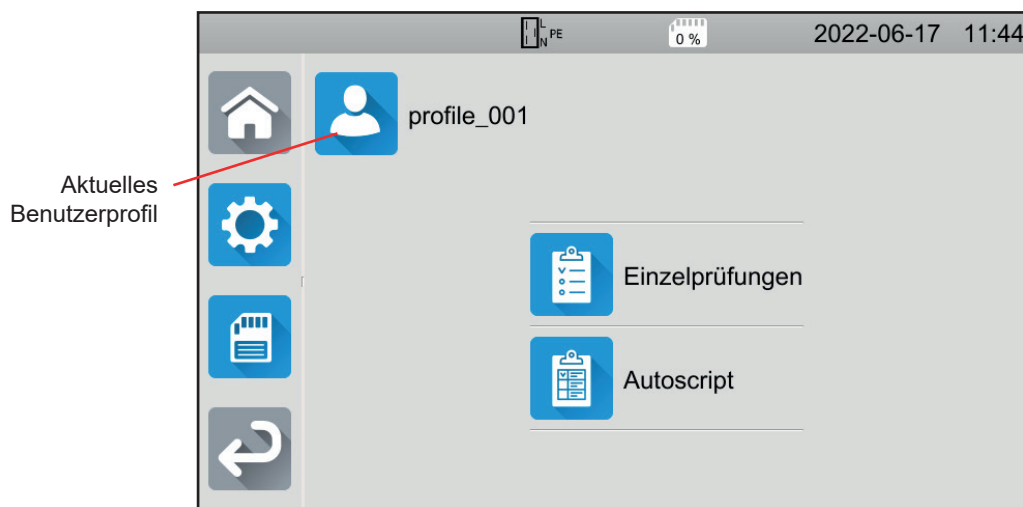 L
N PE
0 %
2022-06-17 11:44
profile_001
Aktuelles
Benutzerprofil
Einzelprüfungen
Autoscript